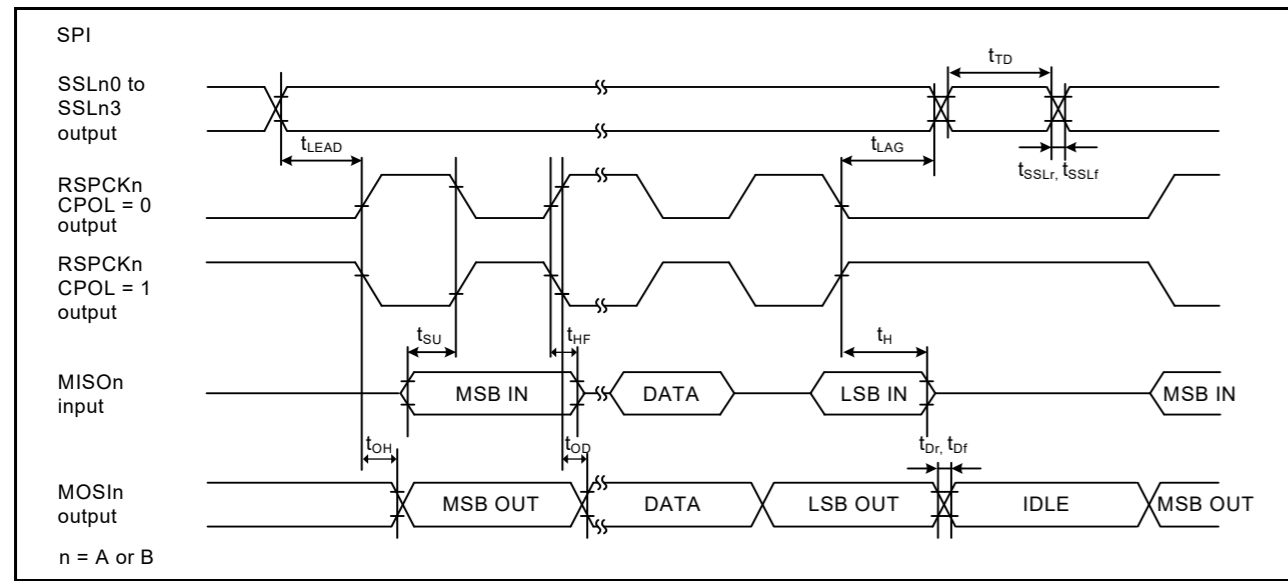 SPI
SSLn0 to
SSLn3
output
tTD
tLEAD
tLAG
tSSLr, tSSLf
RSPCKn
CPOL = 0
output
RSPCKn
CPOL = 1
output
tSU
tHF
tH
MISOn
input
MSB IN
DATA
LSB IN
MSB IN
tOH
tOD
tDr, tDf
MOSIn
output
MSB OUT
DATA
LSB OUT
IDLE
MSB OUT
n = A or B